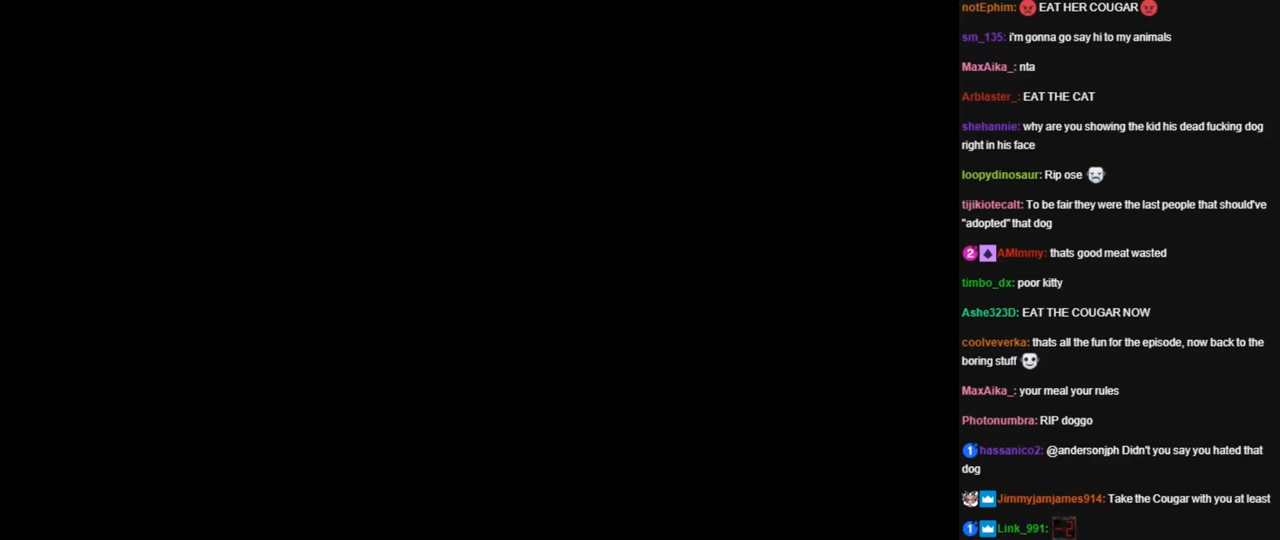 notEphim: EAT HER COUGAR
sm_135: i'm gonna go say hi to my animals
MaxAika_: nta
Arblaster_: EAT THE CAT
shehannie: why are you showing the kid his dead fucking dog
right in his face
loopydinosaur: Rip ose
tijikiotecalt: To be fair they were the last people that should've
"adopted" that dog
2 AMImmy: thats good meat wasted
timbo_dx: poor kitty
Ashe323D: EAT THE COUGAR NOW
coolveverka: thats all the fun for the episode, now back to the
boring stuff
MaxAika_: your meal your rules
Photonumbra: RIP doggo
1 hassanico2: @andersonjph Didn't you say you hated that
dog
Jimmyjamjames914: Take the Cougar with you at least
1 Link_991: -2